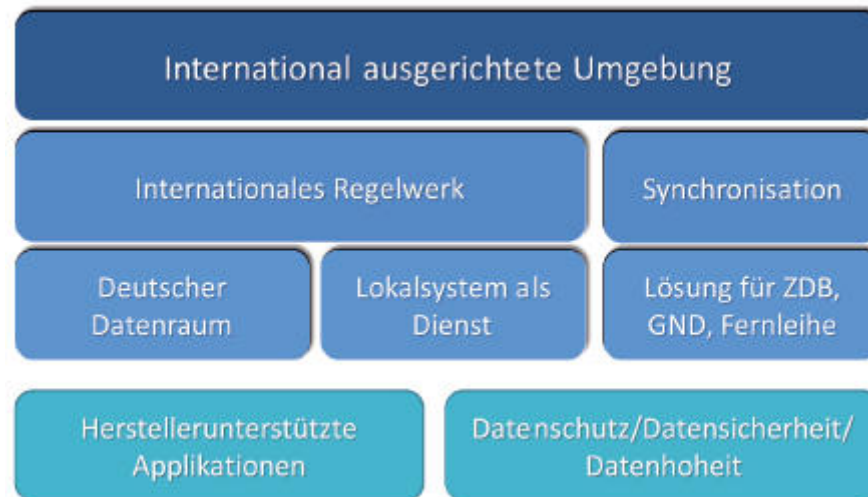 International ausgerichtete Umgebung
Internationales Regelwerk
Synchronisation
Deutscher
Datenraum
Lokalsystem als
Dienst
Lösung für ZDB,
GND, Fernleihe
Herstellerunterstützte
Applikationen
Datenschutz/Datensicherheit/
Datenhoheit